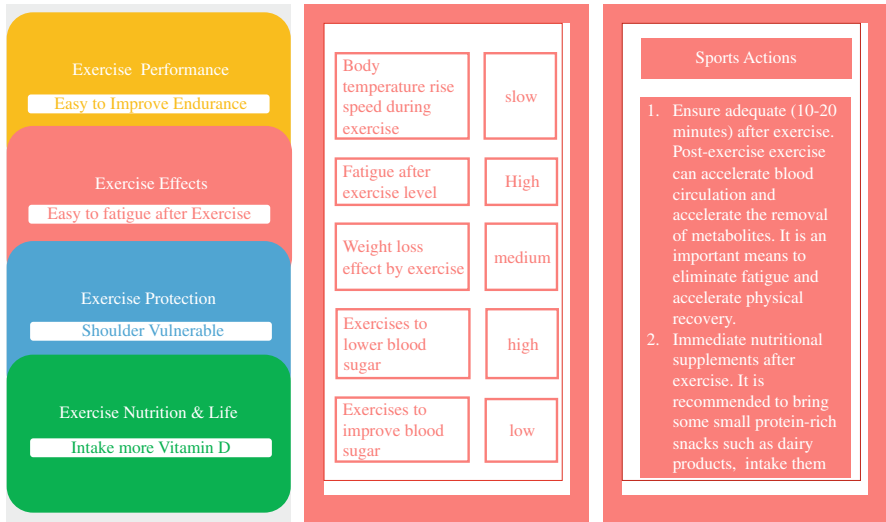 Exercise Performance
Easy to Improve Endurance
Exercise Effects
Easy to fatigue after Exercise
Exercise Protection
Shoulder Vulnerable
Exercise Nutrition & Life
Intake more Vitamin D
Body
temperature rise
speed during
exercise
slow
Fatigue after
exercise level
High
Weight loss
effect by exercise
medium
Exercises to
lower blood
sugar
high
Exercises to
improve blood
sugar
low
Sports Actions
1. Ensure adequate (10-20
minutes) after exercise.
Post-exercise exercise
can accelerate blood
circulation and
accelerate the removal
of metabolites. It is an
important means to
eliminate fatigue and
accelerate physical
recovery.
2. Immediate nutritional
supplements after
exercise. It is
recommended to bring
some small protein-rich
snacks such as dairy
products, intake them